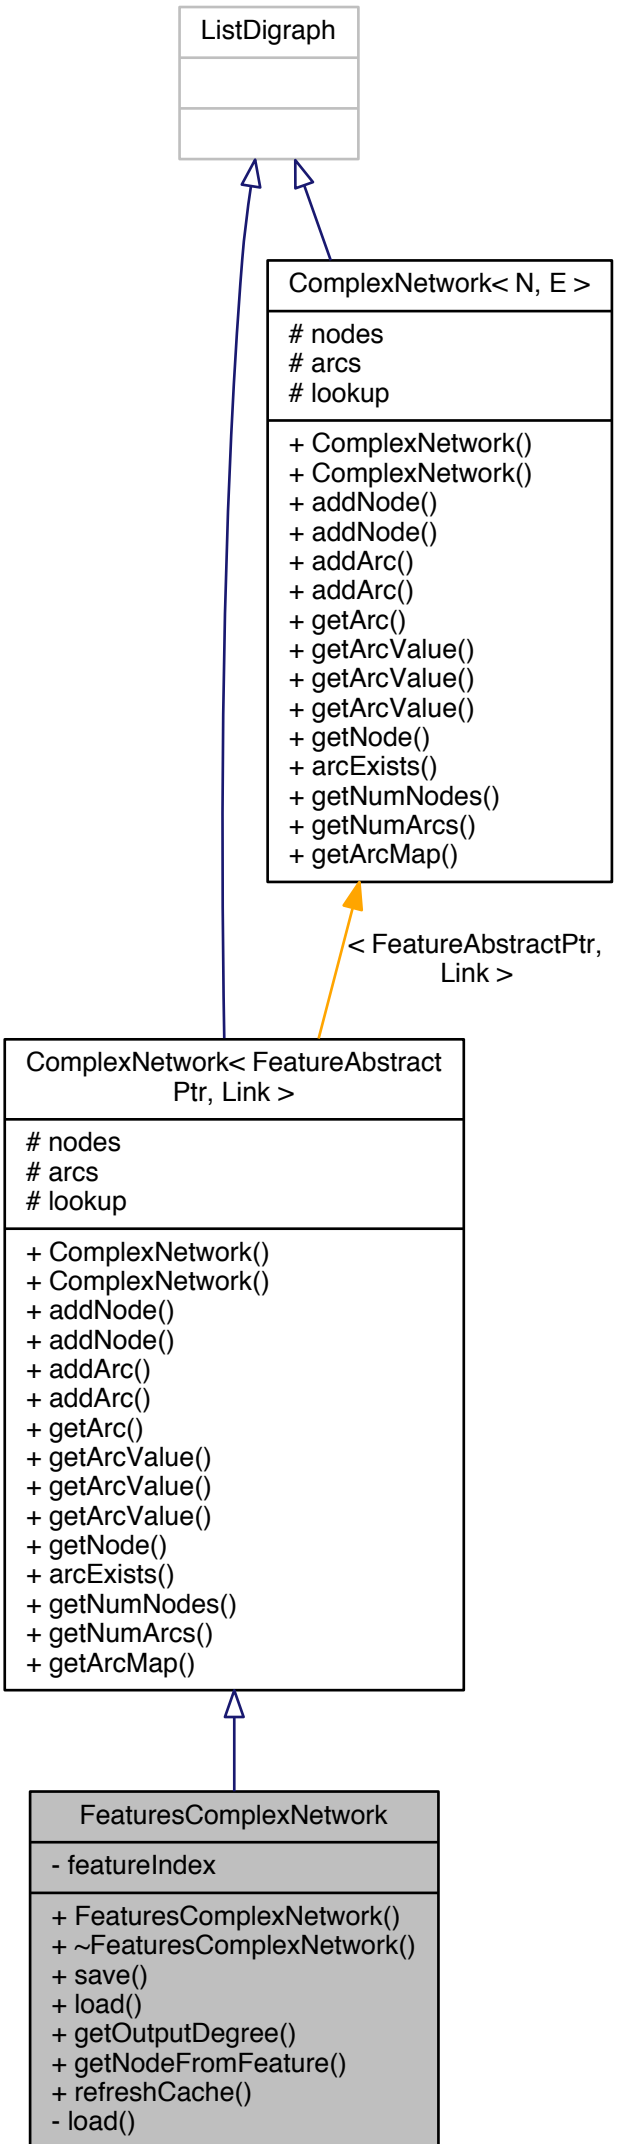 ListDigraph
ComplexNetwork< N, E >
# nodes
# arcs
# lookup
+ ComplexNetwork()
+ ComplexNetwork()
+ addNode()
+ addNode()
+ addArc()
+ addArc()
+ getArc()
+ getArcValue()
+ getArcValue()
+ getArcValue()
+ getNode()
+ arcExists()
+ getNumNodes()
+ getNumArcs()
+ getArcMap()
< FeatureAbstractPtr,
Link >
ComplexNetwork< FeatureAbstract
Ptr, Link >
# nodes
# arcs
# lookup
+ ComplexNetwork()
+ ComplexNetwork()
+ addNode()
+ addNode()
+ addArc()
+ addArc()
+ getArc()
+ getArcValue()
+ getArcValue()
+ getArcValue()
+ getNode()
+ arcExists()
+ getNumNodes()
+ getNumArcs()
+ getArcMap()
FeaturesComplexNetwork
- featureIndex
+ FeaturesComplexNetwork()
+ ~FeaturesComplexNetwork()
+ save()
+ load()
+ getOutputDegree()
+ getNodeFromFeature()
+ refreshCache()
- load()